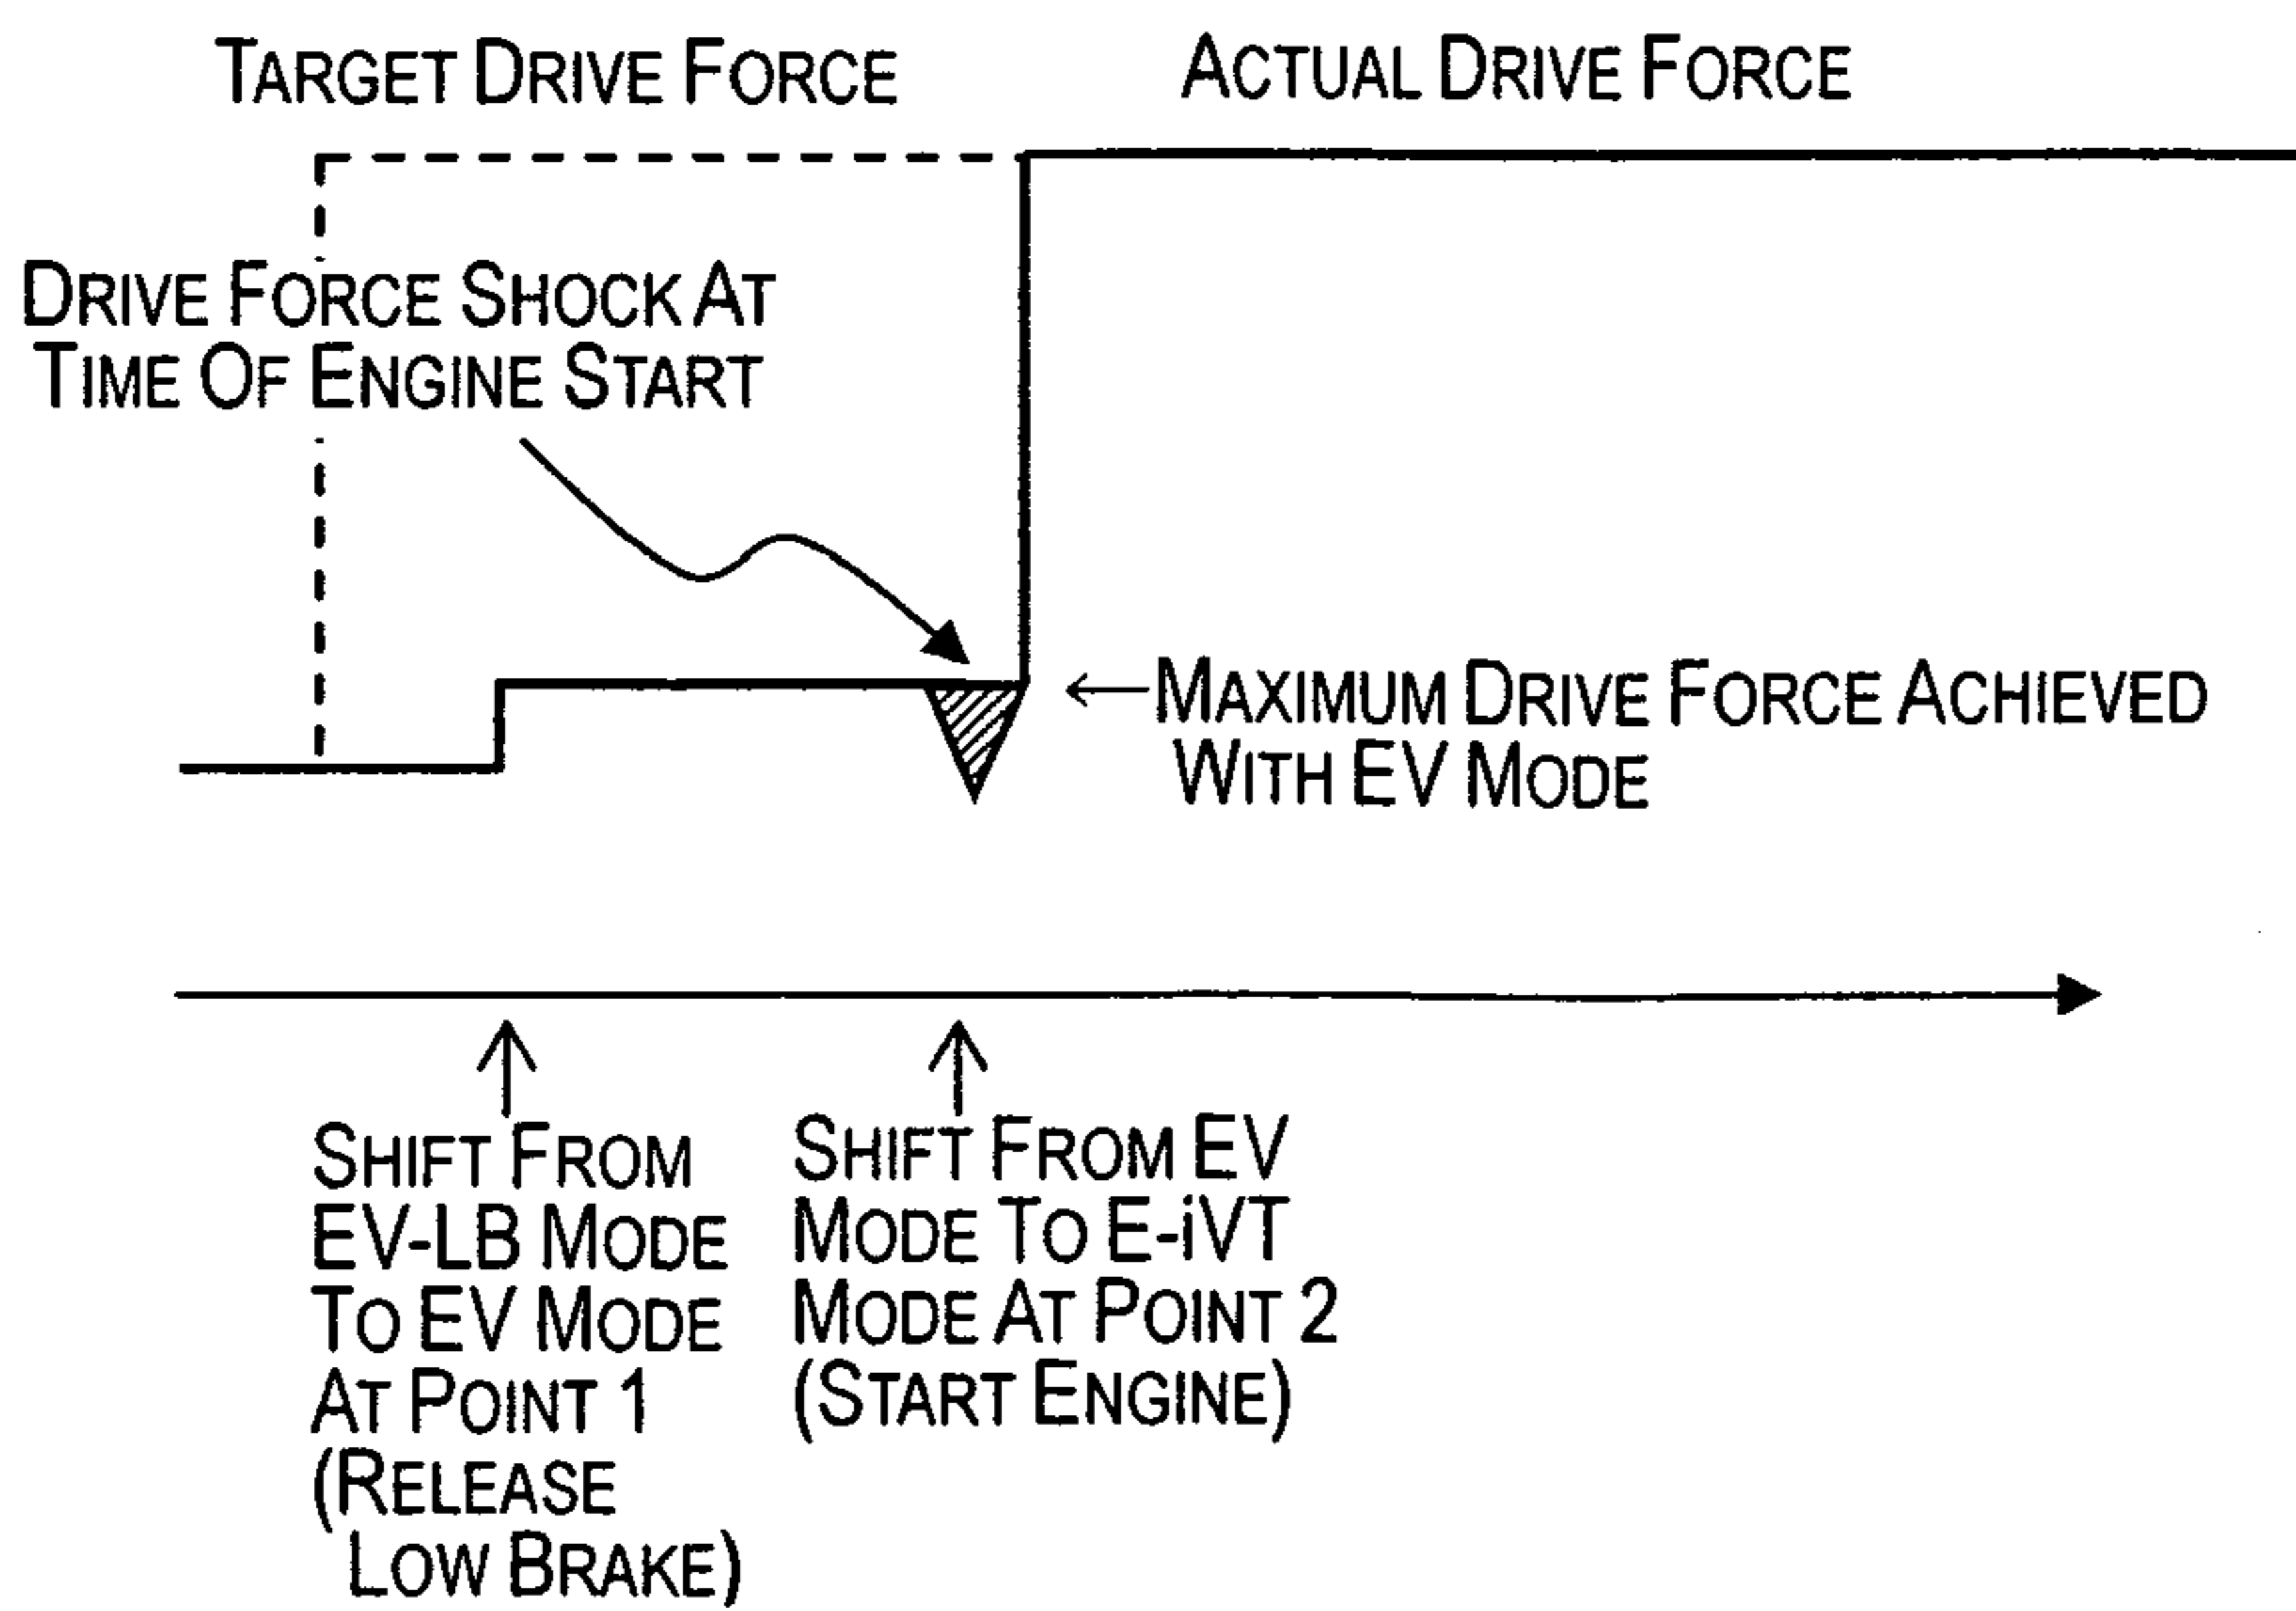 TARGET DRIVE FORCE
ACTUAL DRIVE FORCE
DRIVE FORCE SHOCK AT
TIME OF ENGINE START
MAXIMUM DRIVE FORCE ACHIEVED
WITH EV MODE
SHIFT FROM
EV-LB MODE
TO EV MODE
AT POINT 1
(RELEASE
LOW BRAKE)
SHIFT FROM EV
MODE TO E-iVT
MODE AT POINT 2
(START ENGINE)